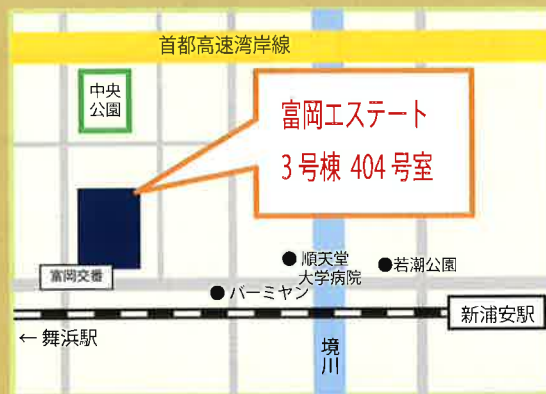 首都高速湾岸線
中央
公園
富岡エステート
3号棟 404号室
●順天堂
大学病院
●若潮公園
富岡交番
●バーミヤン
新浦安駅
← 舞浜駅
境川